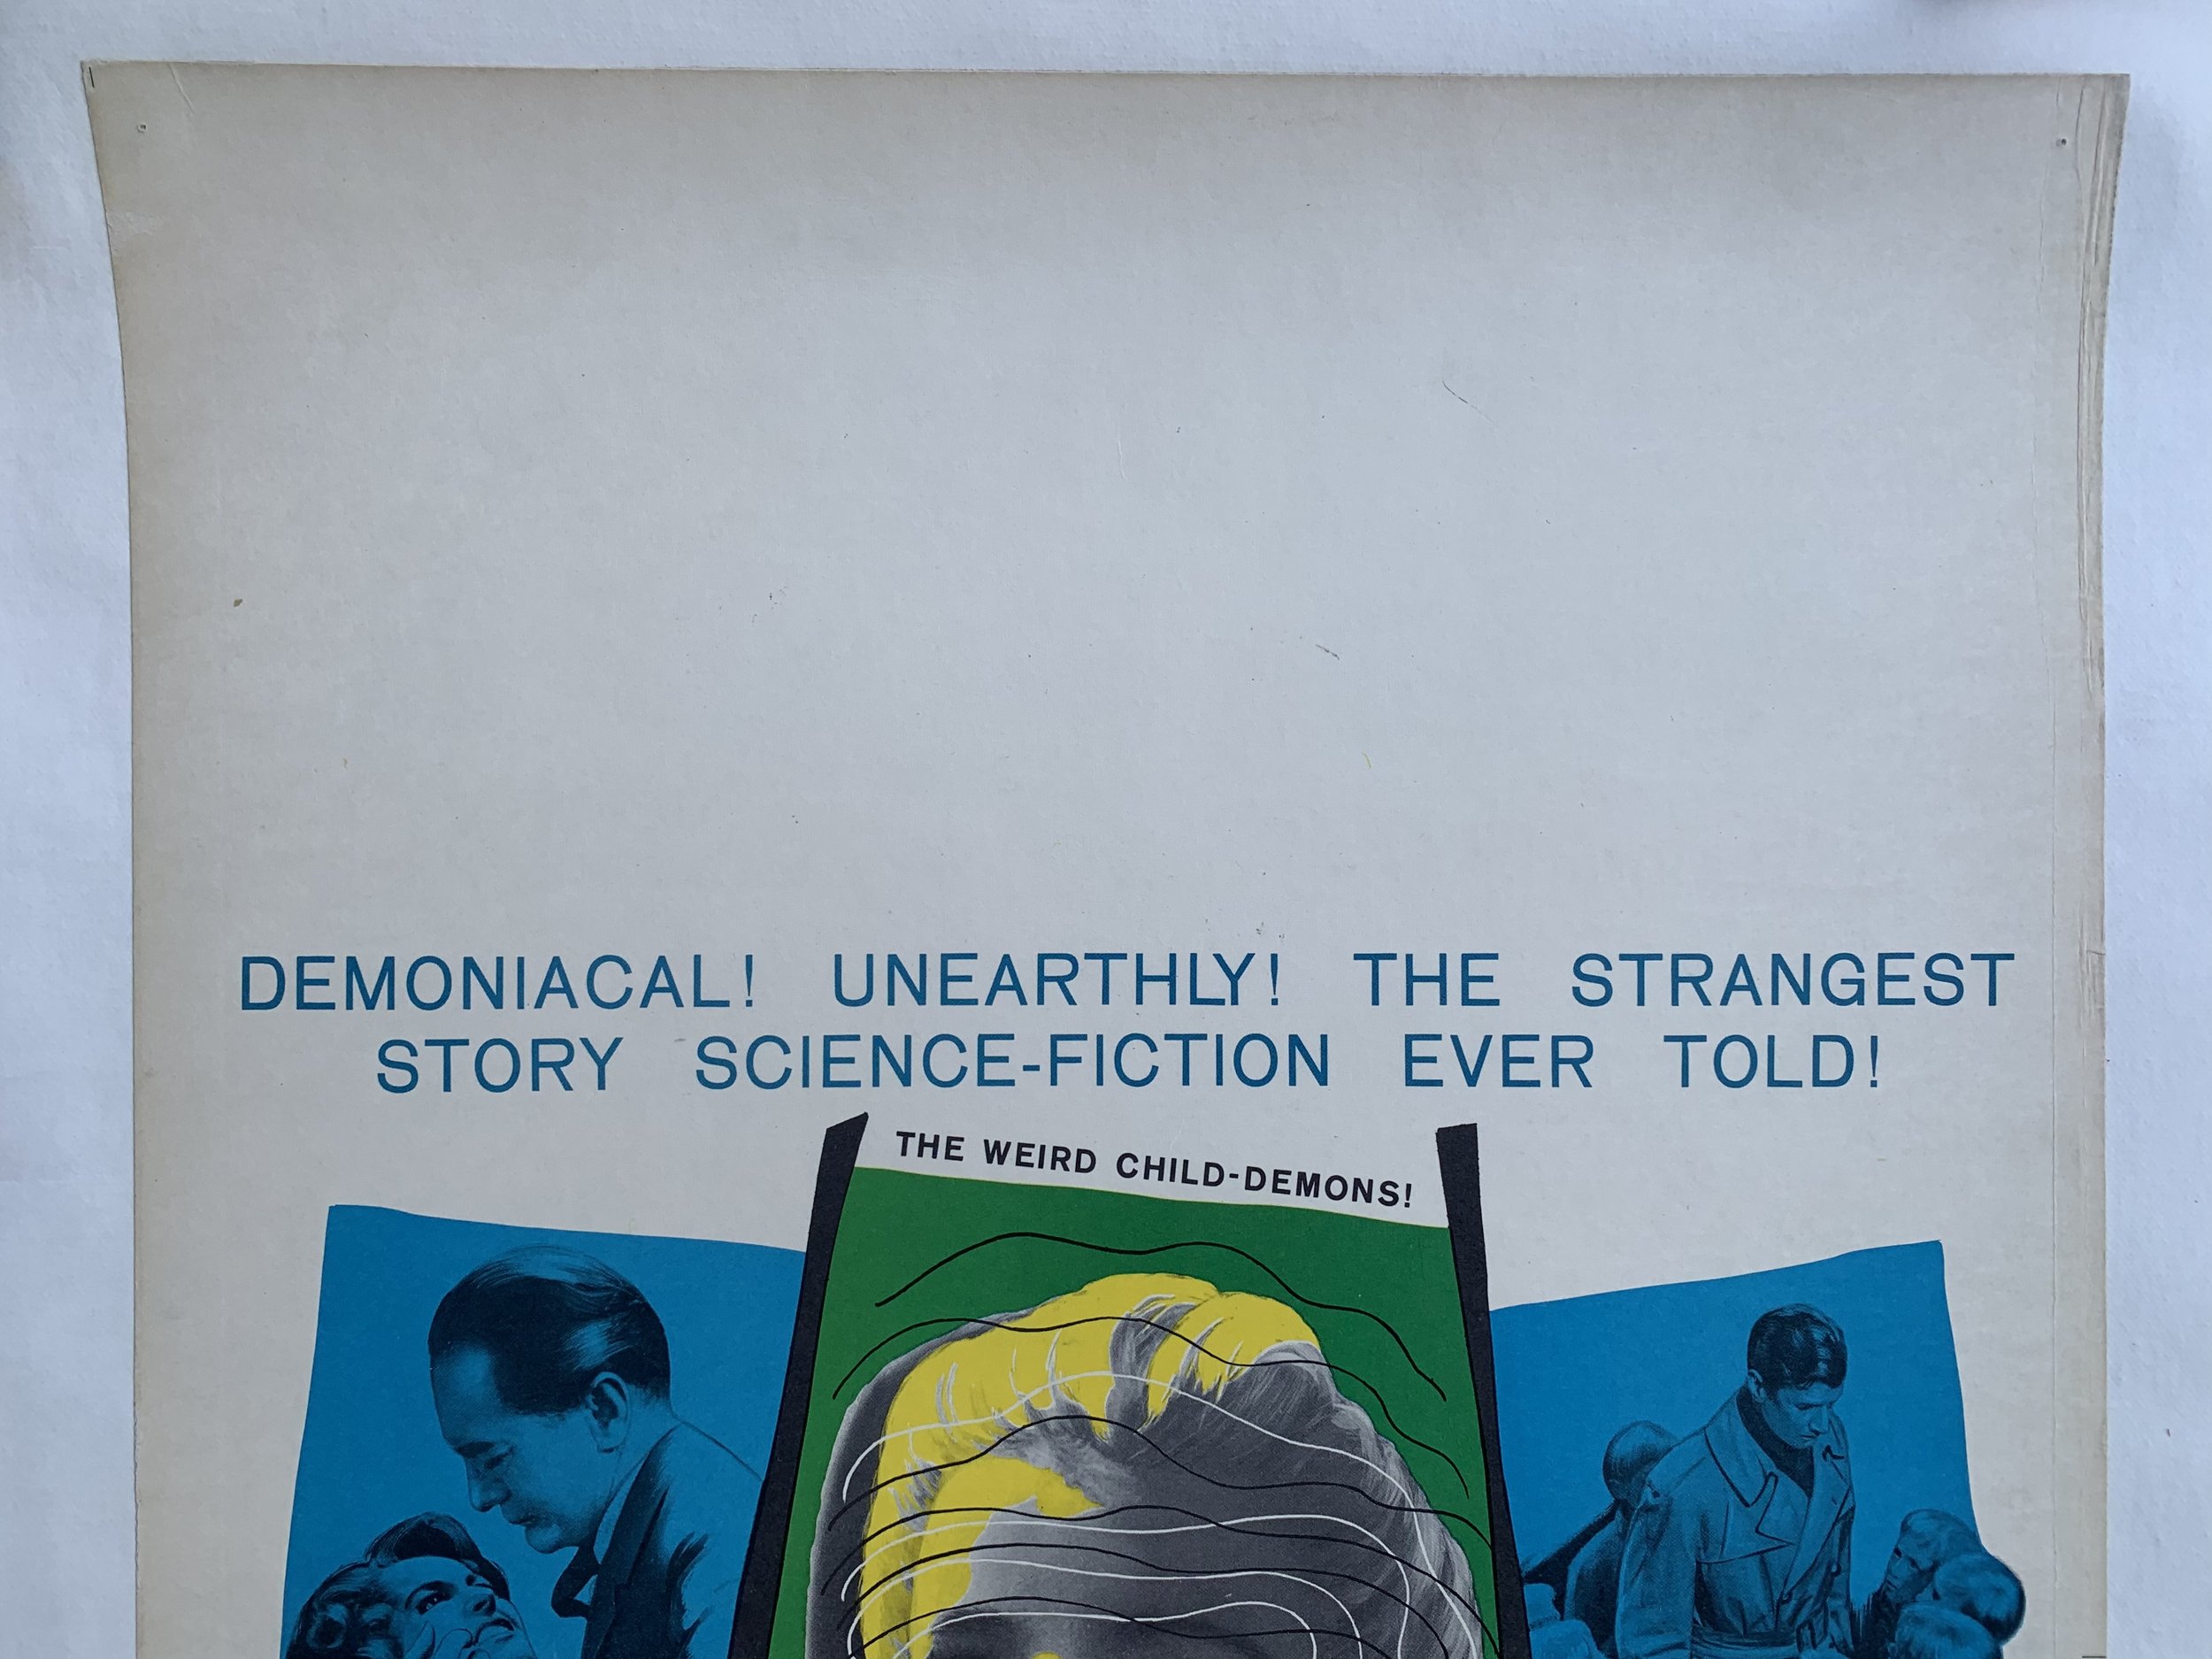 DEMONIACAL! UNEARTHLY! THE STRANGEST
STORY SCIENCE-FICTION EVER TOLD!
THE WEIRD CHILD-DEMONS!